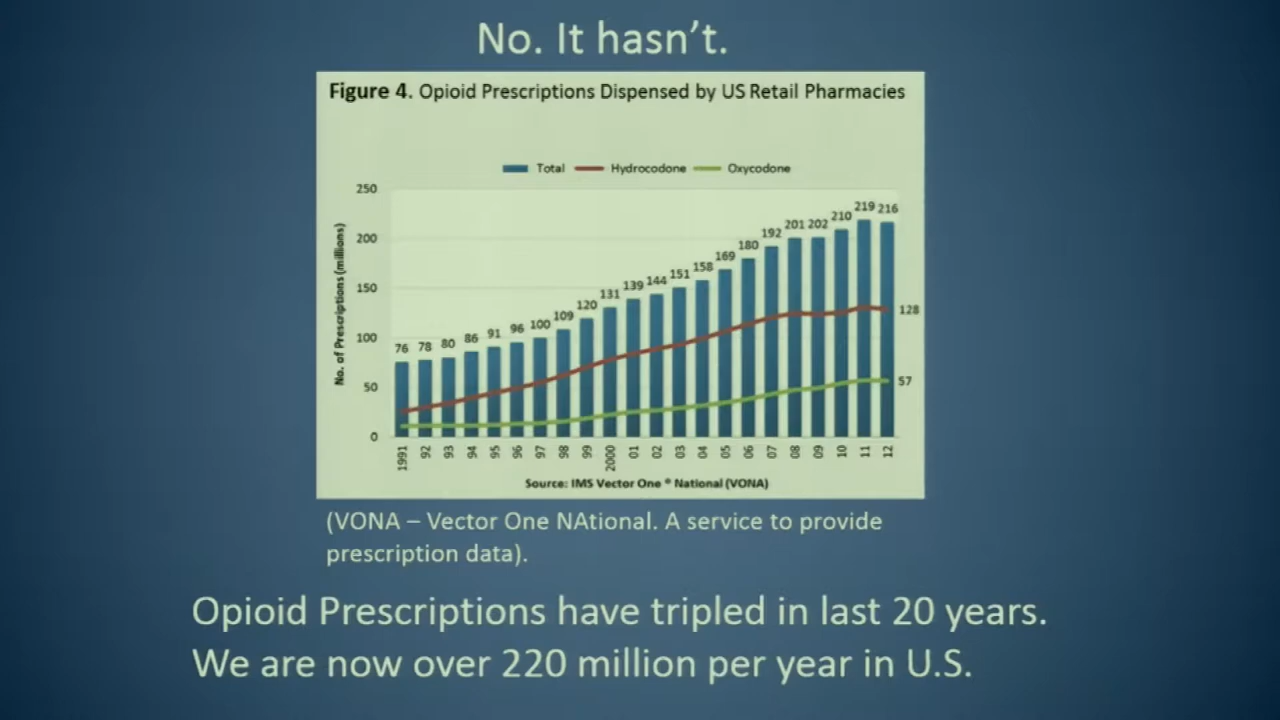 No. It hasn't.
Figure 4. Opioid Prescriptions Dispensed by US Retail Pharmacies
Total Hydrocodone Oxycodone
No. of Prescriptions (millions)
250
200
150
100
50
0
76 78 80 86 91 96 100 109 120 131 139 144 151 158 169 180 192 201 202 210 219 216
128
57
1991 92 93 94 95 96 97 98 99 2000 01 02 03 04 05 06 07 08 09 10 11 12
Source: IMS Vector One ® National (VONA)
(VONA – Vector One NAtional. A service to provide
prescription data).
Opioid Prescriptions have tripled in last 20 years.
We are now over 220 million per year in U.S.